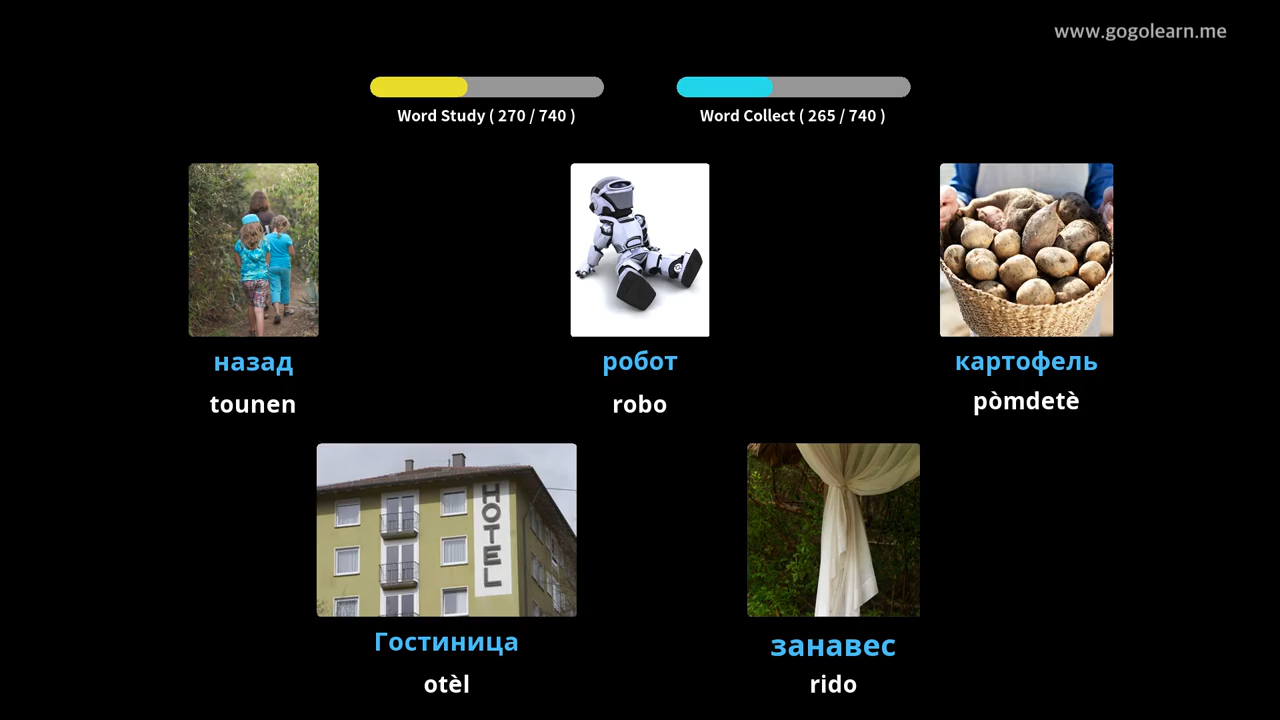 www.gogolearn.me
Word Study ( 270 / 740 )
Word Collect ( 265 / 740 )
назад
робот
картофель
tounen
robo
pòmdetè
HOTEL
Гостиница
занавес
otèl
rido